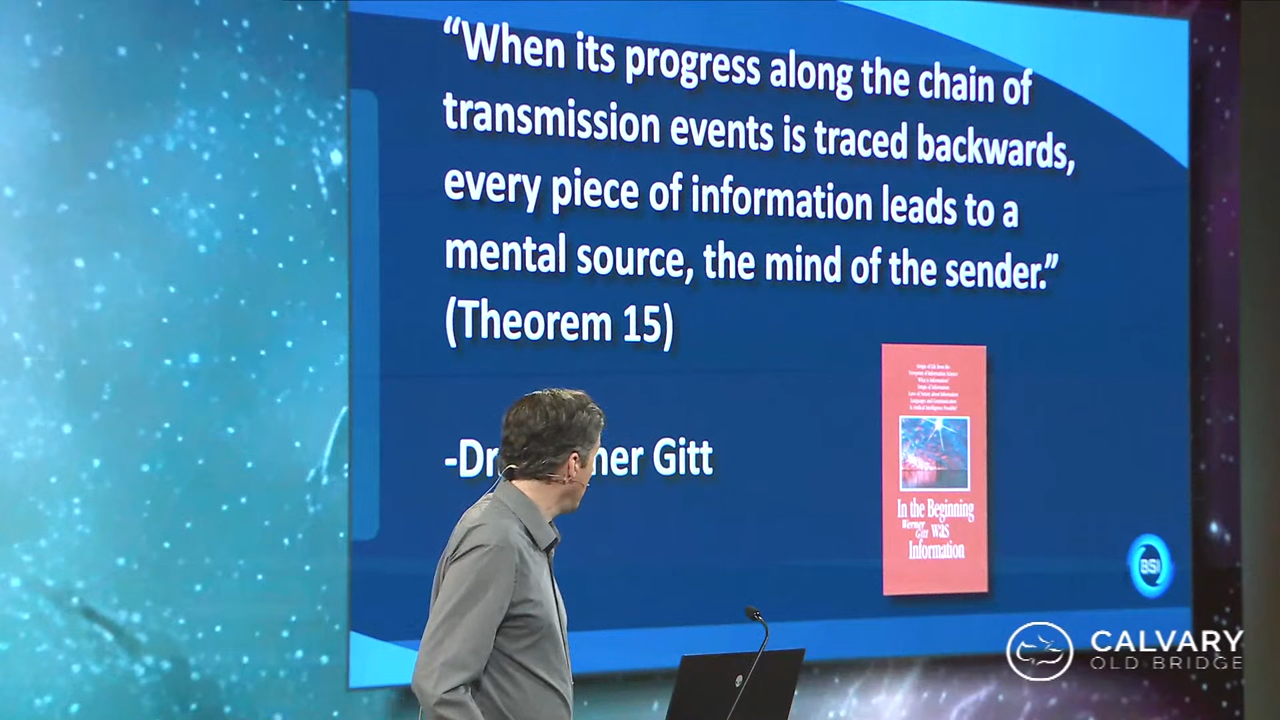 “When its progress along the chain of
transmission events is traced backwards,
every piece of information leads to a
mental source, the mind of the sender.”
(Theorem 15)
-Dr ner Gitt
In the Beginning
Werner
Gitt was
Information
BSI
CALVARY
OLD BRIDGE